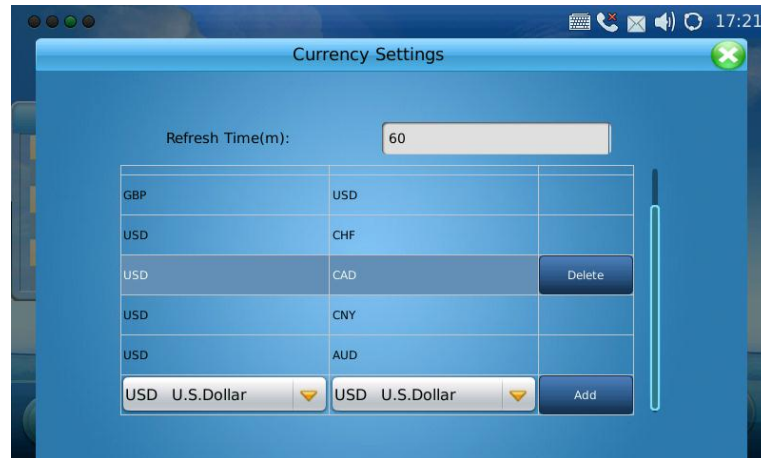 17:21
Currency Settings
Refresh Time(m): 60
GBP USD
USD CHF
USD CAD Delete
USD CNY
USD AUD
USD U.S.Dollar USD U.S.Dollar Add